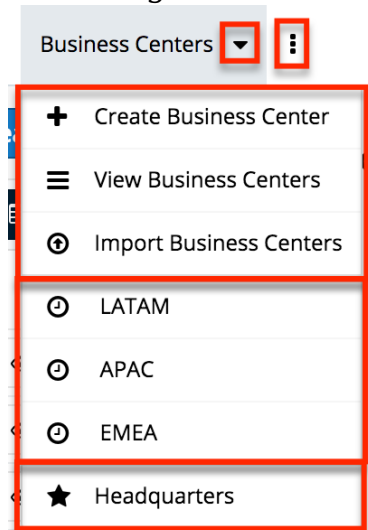 Business Centers
Create Business Center
View Business Centers
Import Business Centers
LATAM
APAC
EMEA
Headquarters